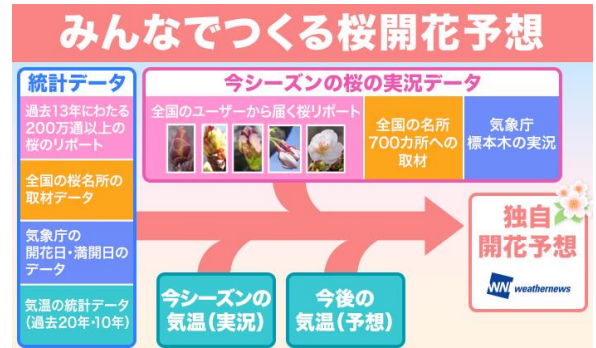 みんなでつくる桜開花予想
統計データ
過去13年にわたる
200万通以上の
桜のリポート
全国の桜名所の
取材データ
気象庁の
開花日・満開日の
データ
気温の統計データ
(過去20年・10年)
今シーズンの桜の実況データ
全国のユーザーから届く桜リポート
全国の名所
700カ所への
取材
気象庁
標本木の実況
今シーズンの
気温(実況)
今後の
気温(予想)
独自
開花予想
WN weathernews